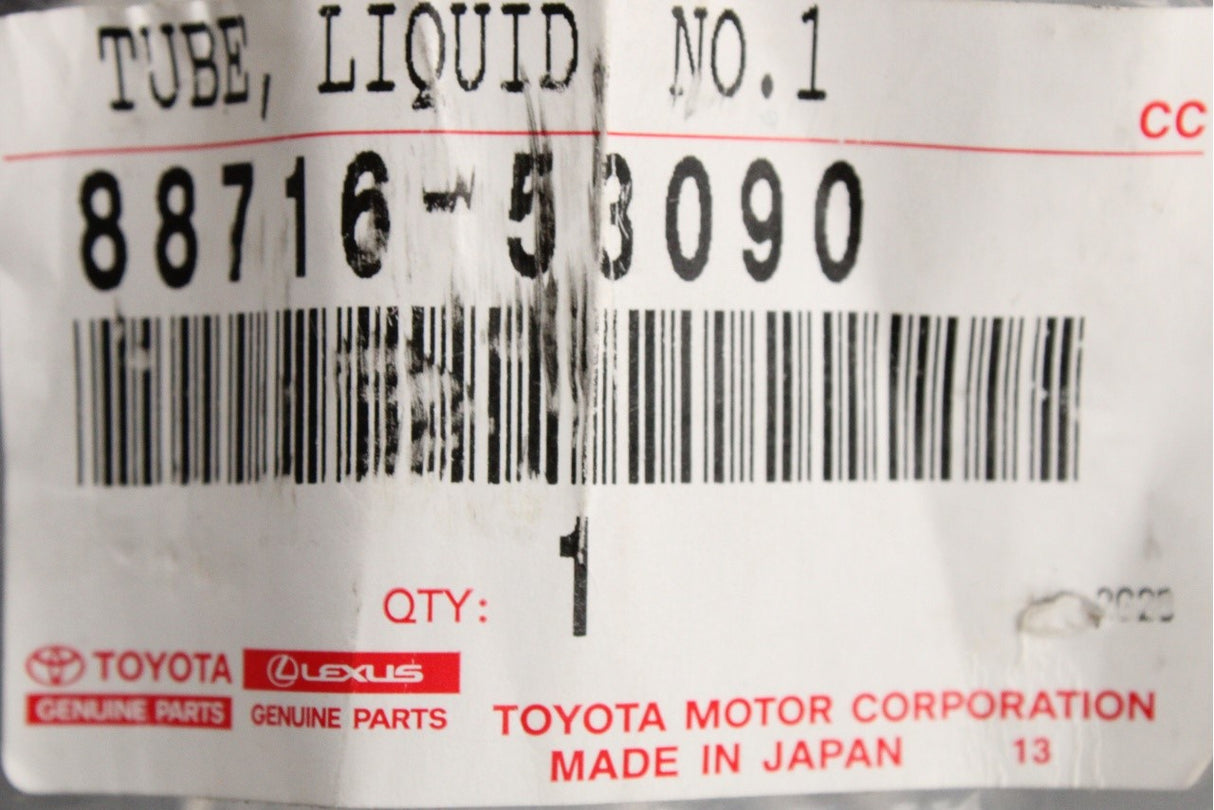 TUBE, LIQUID NO.1
CC
88716-53090
1
QTY:
TOYOTA LEXUS
GENUINE PARTS GENUINE PARTS
TOYOTA MOTOR CORPORATION
MADE IN JAPAN 13